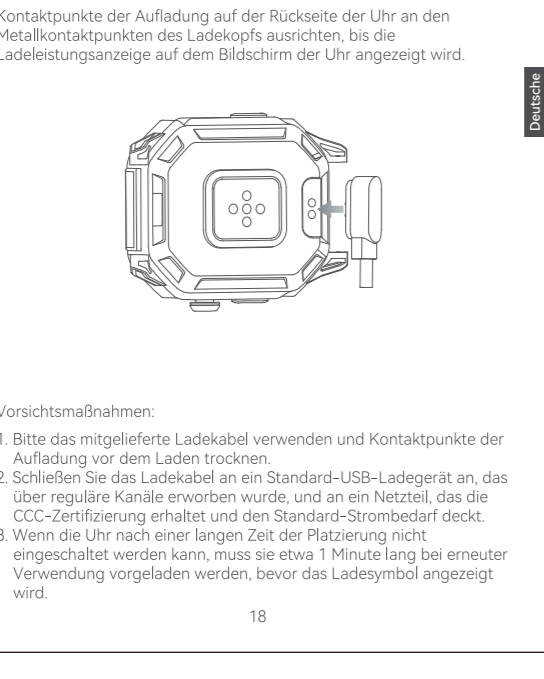 Kontaktpunkte der Aufladung auf der Rückseite der Uhr an den
Metallkontaktpunkten des Ladekopfs ausrichten, bis die
Ladeleistungsanzeige auf dem Bildschirm der Uhr angezeigt wird.
Deutsche
Vorsichtsmaßnahmen:
1. Bitte das mitgelieferte Ladekabel verwenden und Kontaktpunkte der
Aufladung vor dem Laden trocknen.
2. Schließen Sie das Ladekabel an ein Standard-USB-Ladegerät an, das
über reguläre Kanäle erworben wurde, und an ein Netzteil, das die
CCC-Zertifizierung erhaltet und den Standard-Strombedarf deckt.
3. Wenn die Uhr nach einer langen Zeit der Platzierung nicht
eingeschaltet werden kann, muss sie etwa 1 Minute lang bei erneuter
Verwendung vorgeladen werden, bevor das Ladesymbol angezeigt
wird.
18